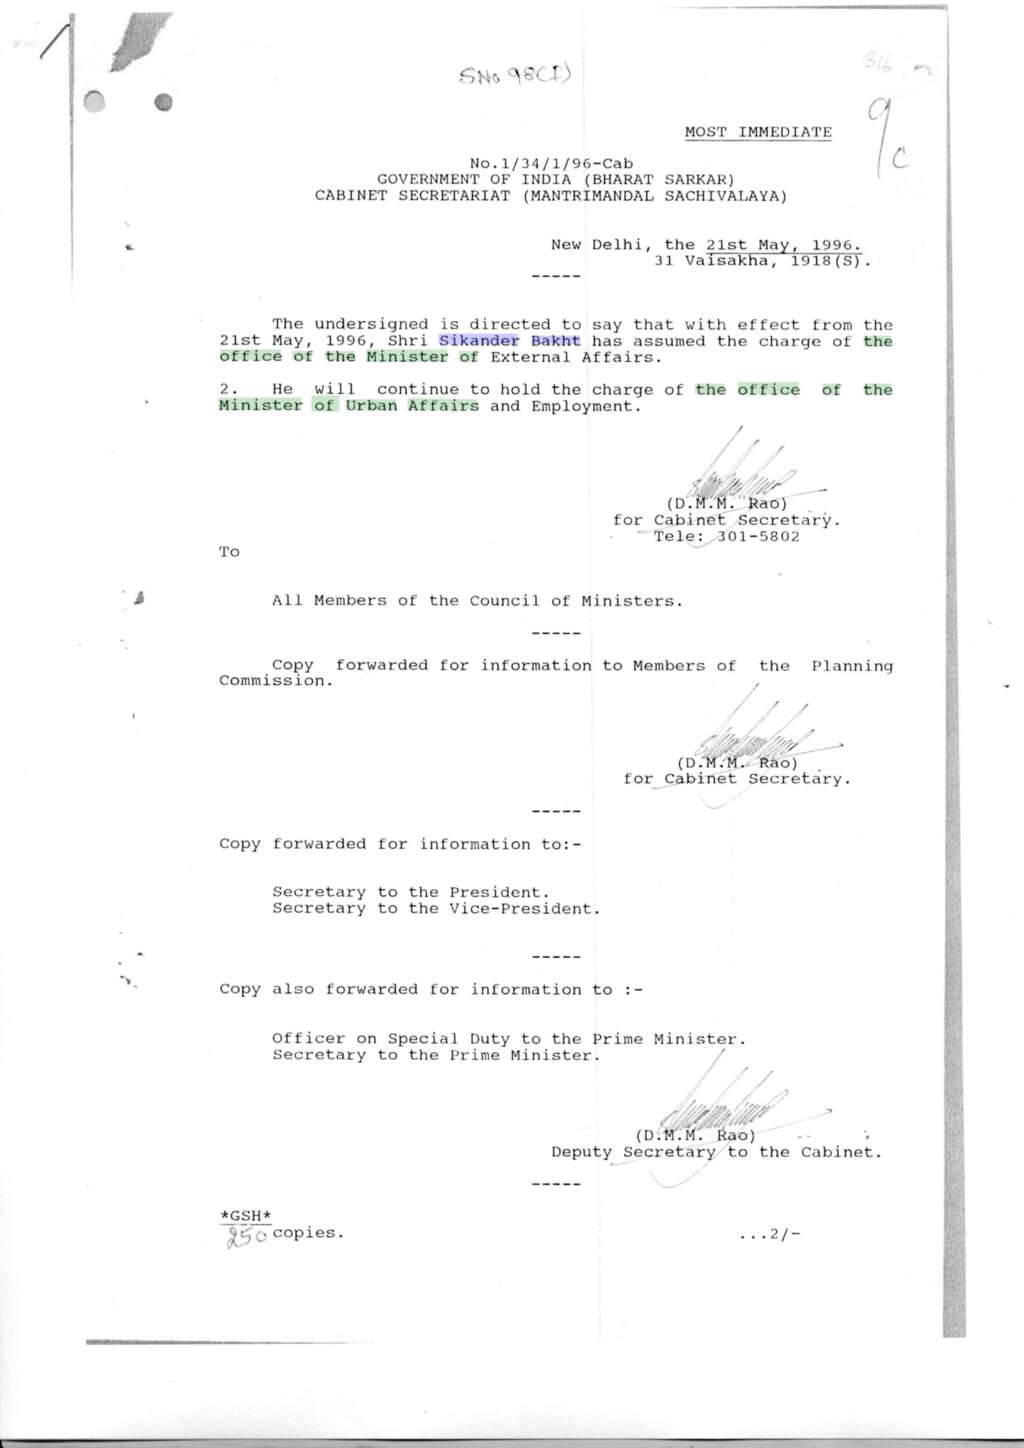 SNo 98(I)
316
9/c
MOST IMMEDIATE
No.1/34/1/96-Cab
GOVERNMENT OF INDIA (BHARAT SARKAR)
CABINET SECRETARIAT (MANTRIMANDAL SACHIVALAYA)
New Delhi, the 21st May, 1996.
31 Vaisakha, 1918(S).
-----
The undersigned is directed to say that with effect from the
21st May, 1996, Shri Sikander Bakht has assumed the charge of the
office of the Minister of External Affairs.
2. He will continue to hold the charge of the office of the
Minister of Urban Affairs and Employment.
(D.M.M. Rao)
for Cabinet Secretary.
Tele: 301-5802
To
All Members of the Council of Ministers.
-----
Copy forwarded for information to Members of the Planning
Commission.
(D.M.M. Rao)
for Cabinet Secretary.
-----
Copy forwarded for information to:-
Secretary to the President.
Secretary to the Vice-President.
-----
Copy also forwarded for information to :-
Officer on Special Duty to the Prime Minister.
Secretary to the Prime Minister.
(D.M.M. Rao)
Deputy Secretary to the Cabinet.
-----
*GSH*
250 copies.
...2/-